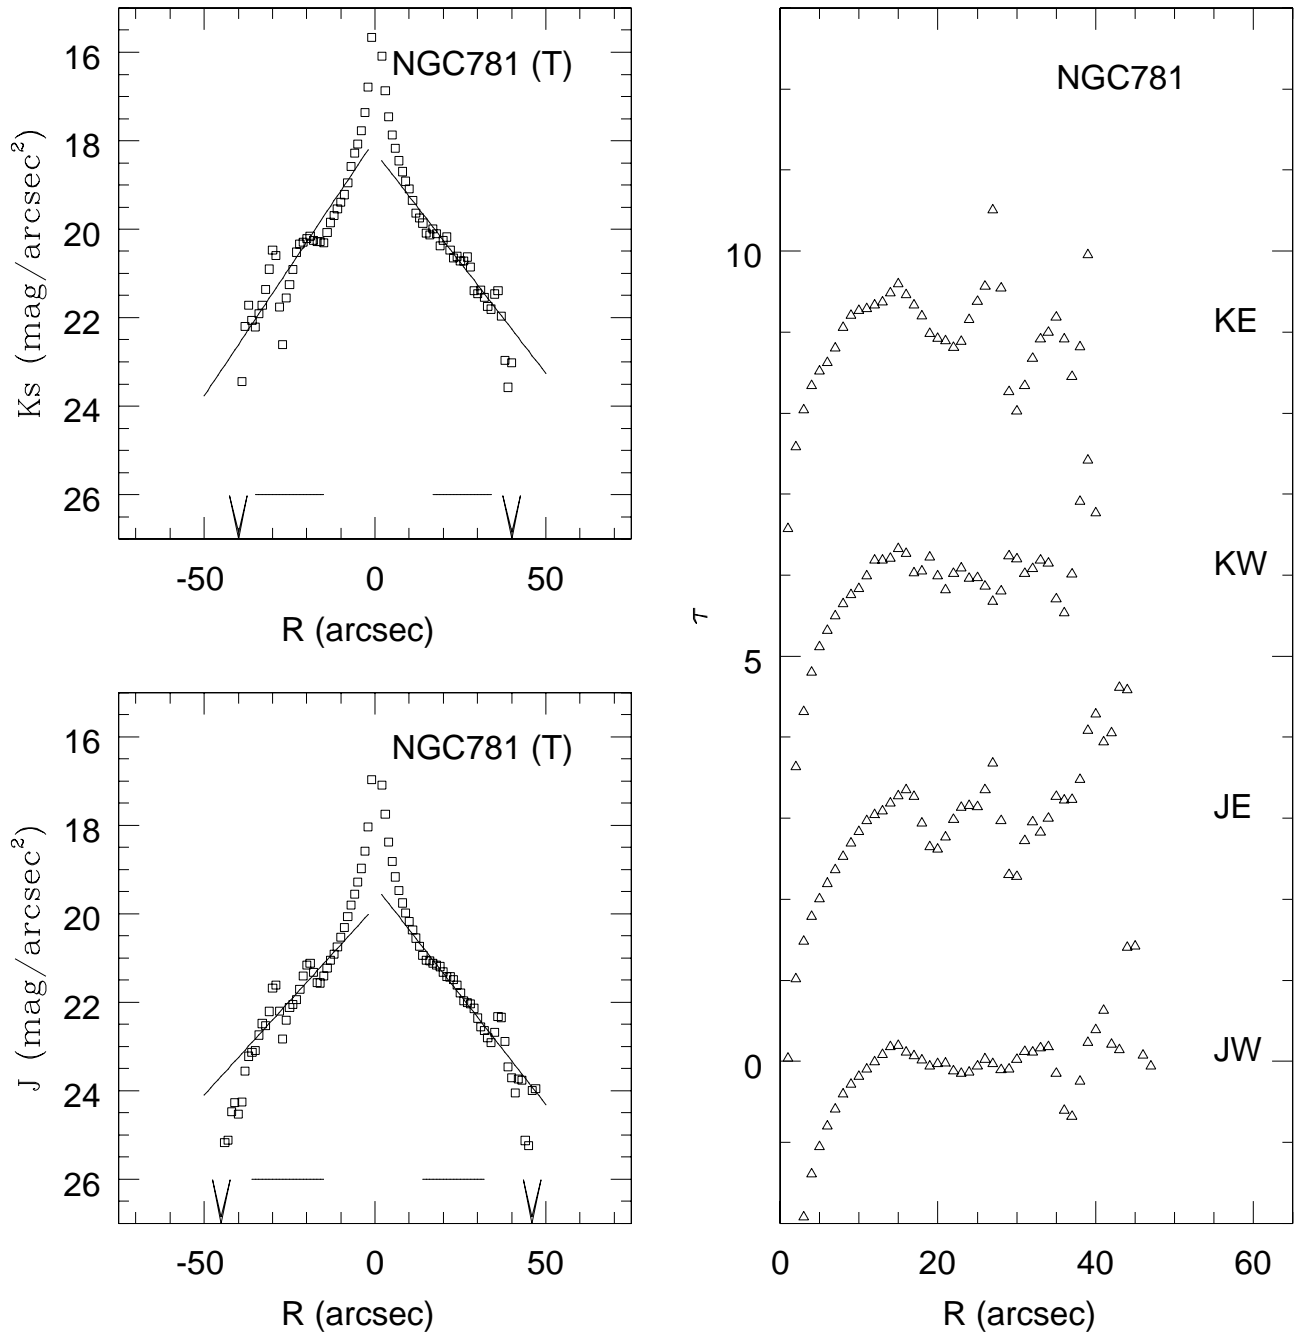 NGC781 (T)
16
18
20
22
24
26
Ks (mag/arcsec²)
-50 0 50
R (arcsec)
NGC781 (T)
16
18
20
22
24
26
J (mag/arcsec²)
-50 0 50
R (arcsec)
NGC781
10
5
0
τ
KE
KW
JE
JW
0 20 40 60
R (arcsec)